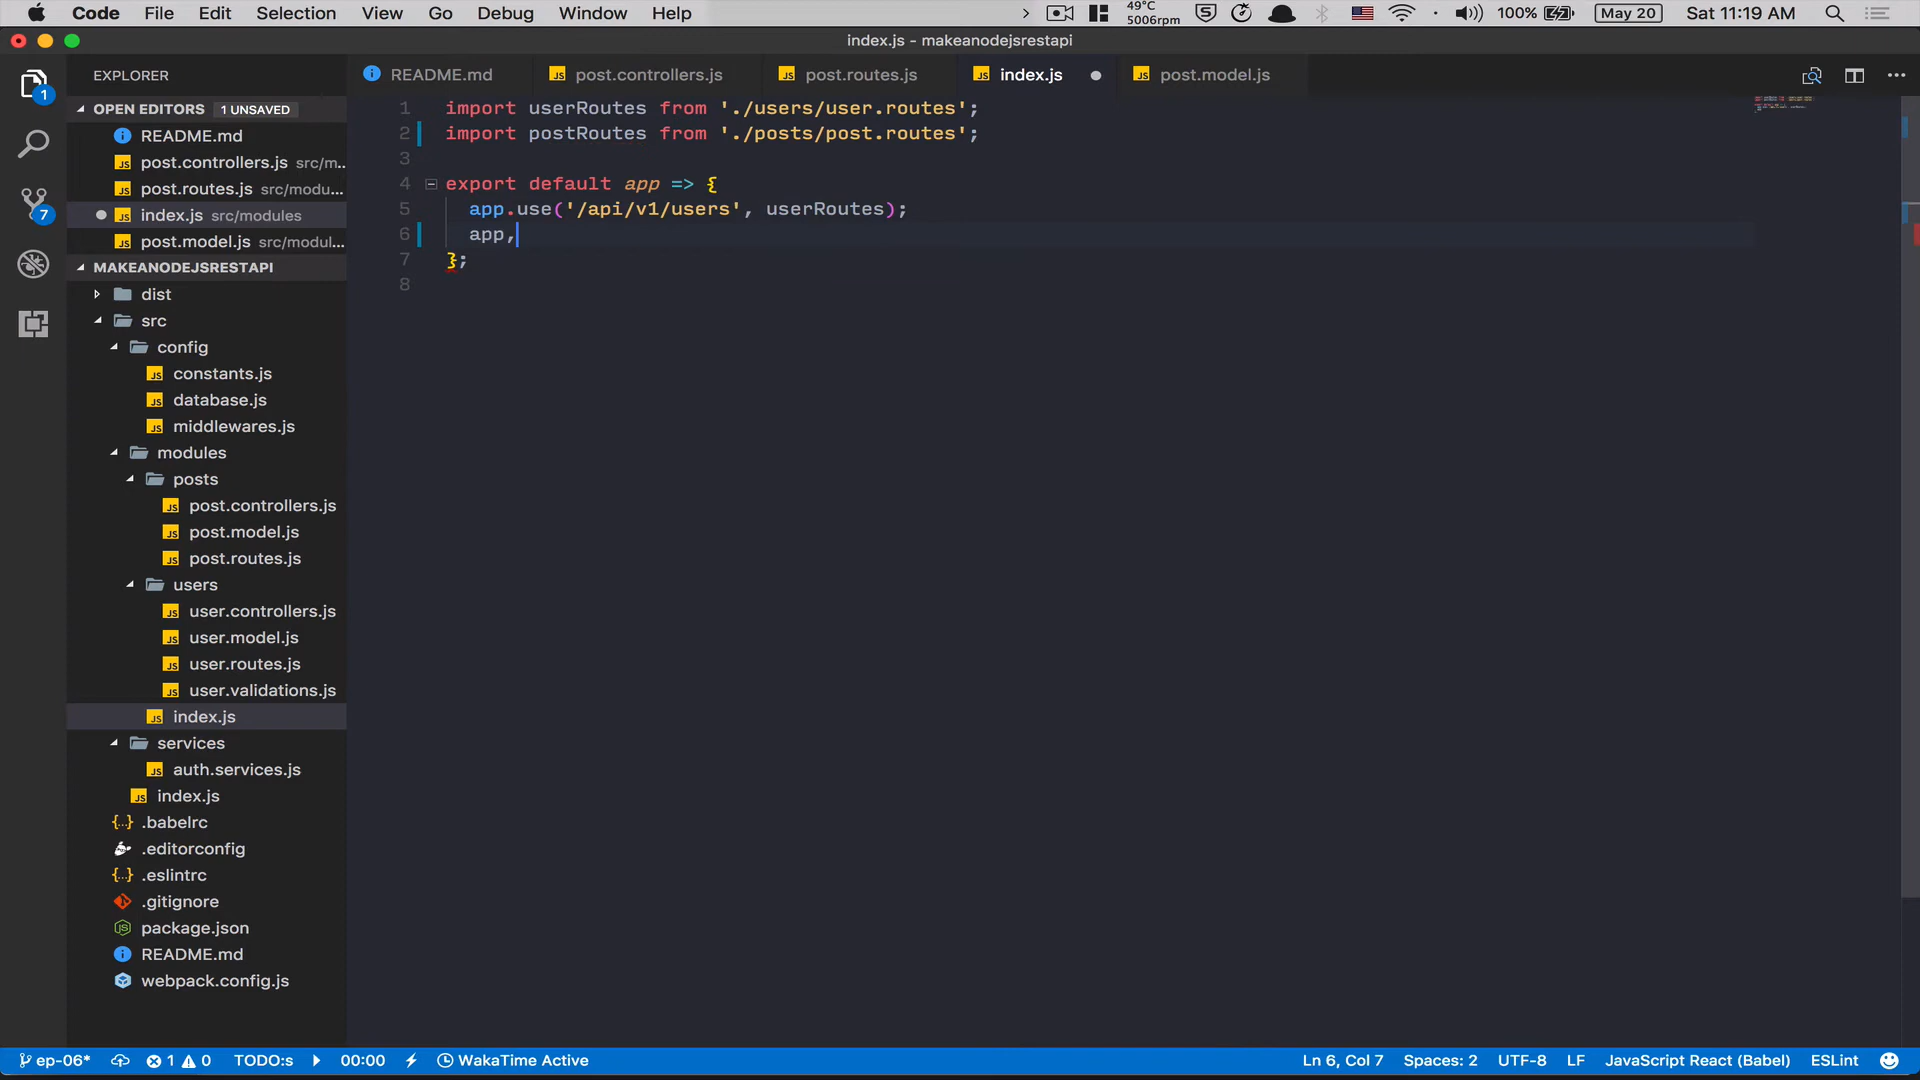 Code File Edit Selection View Go Debug Window Help 49°C 5006rpm 5 100% May 20 Sat 11:19 AM
index.js - makeanodejsrestapi
EXPLORER
README.md post.controllers.js post.routes.js index.js post.model.js
OPEN EDITORS 1 UNSAVED
README.md
post.controllers.js src/m...
post.routes.js src/modu...
index.js src/modules
post.model.js src/modul...
MAKEANODEJSRESTAPI
dist
src
config
constants.js
database.js
middlewares.js
modules
posts
post.controllers.js
post.model.js
post.routes.js
users
user.controllers.js
user.model.js
user.routes.js
user.validations.js
index.js
services
auth.services.js
index.js
.babelrc
.editorconfig
.eslintrc
.gitignore
package.json
README.md
webpack.config.js
1
7
1 import userRoutes from './users/user.routes';
2 import postRoutes from './posts/post.routes';
3
4 export default app => {
5 app.use('/api/v1/users', userRoutes);
6 app,
7 };
8
ep-06* 1 0 TODO:s 00:00 WakaTime Active Ln 6, Col 7 Spaces: 2 UTF-8 LF JavaScript React (Babel) ESLint